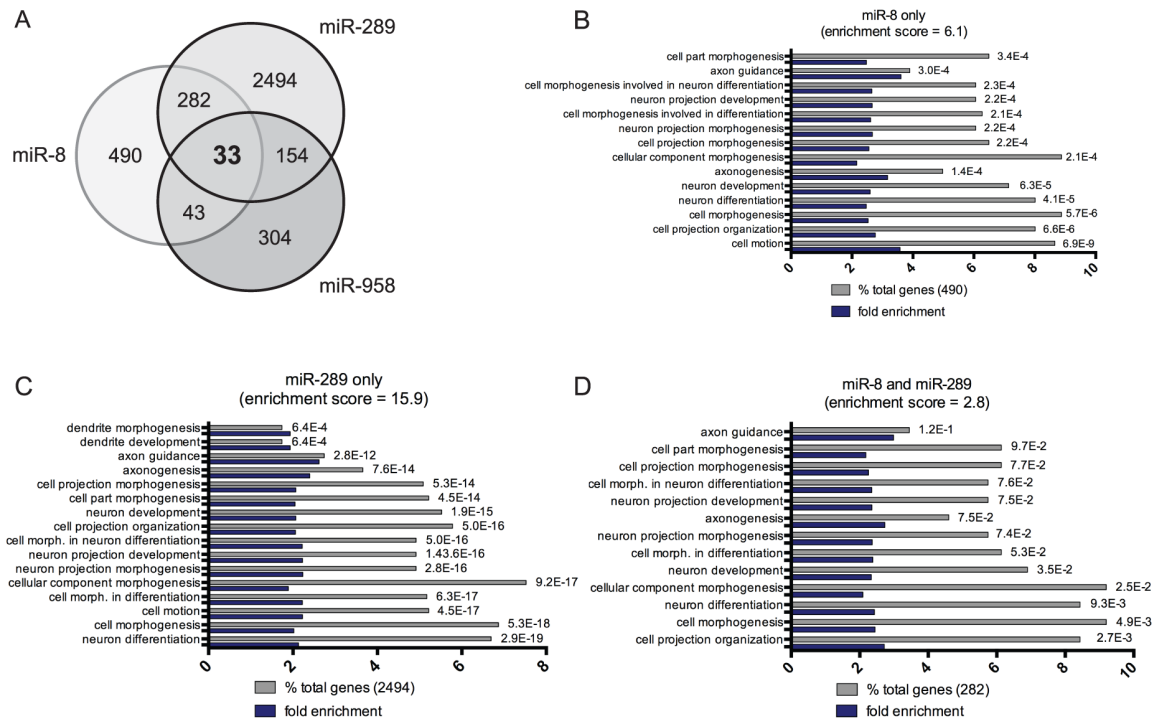 A
miR-289
2494
282
miR-8
490
33
154
43
304
miR-958
B
miR-8 only
(enrichment score = 6.1)
cell part morphogenesis 3.4E-4
axon guidance 3.0E-4
cell morphogenesis involved in neuron differentiation 2.3E-4
neuron projection development 2.2E-4
cell morphogenesis involved in differentiation 2.1E-4
neuron projection morphogenesis 2.2E-4
cell projection morphogenesis 2.2E-4
cellular component morphogenesis 2.1E-4
axonogenesis 1.4E-4
neuron development 6.3E-5
neuron differentiation 4.1E-5
cell morphogenesis 5.7E-6
cell projection organization 6.6E-6
cell motion 6.9E-9
0 2 4 6 8 10
% total genes (490)
fold enrichment
C
miR-289 only
(enrichment score = 15.9)
dendrite morphogenesis 6.4E-4
dendrite development 6.4E-4
axon guidance 2.8E-12
axonogenesis 7.6E-14
cell projection morphogenesis 5.3E-14
cell part morphogenesis 4.5E-14
neuron development 1.9E-15
cell projection organization 5.0E-16
cell morph. in neuron differentiation 5.0E-16
neuron projection development 1.43.6E-16
neuron projection morphogenesis 2.8E-16
cellular component morphogenesis 9.2E-17
cell morph. in differentiation 6.3E-17
cell motion 4.5E-17
cell morphogenesis 5.3E-18
neuron differentiation 2.9E-19
0 2 4 6 8
% total genes (2494)
fold enrichment
D
miR-8 and miR-289
(enrichment score = 2.8)
axon guidance 1.2E-1
cell part morphogenesis 9.7E-2
cell projection morphogenesis 7.7E-2
cell morph. in neuron differentiation 7.6E-2
neuron projection development 7.5E-2
axonogenesis 7.5E-2
neuron projection morphogenesis 7.4E-2
cell morph. in differentiation 5.3E-2
neuron development 3.5E-2
cellular component morphogenesis 2.5E-2
neuron differentiation 9.3E-3
cell morphogenesis 4.9E-3
cell projection organization 2.7E-3
0 2 4 6 8 10
% total genes (282)
fold enrichment